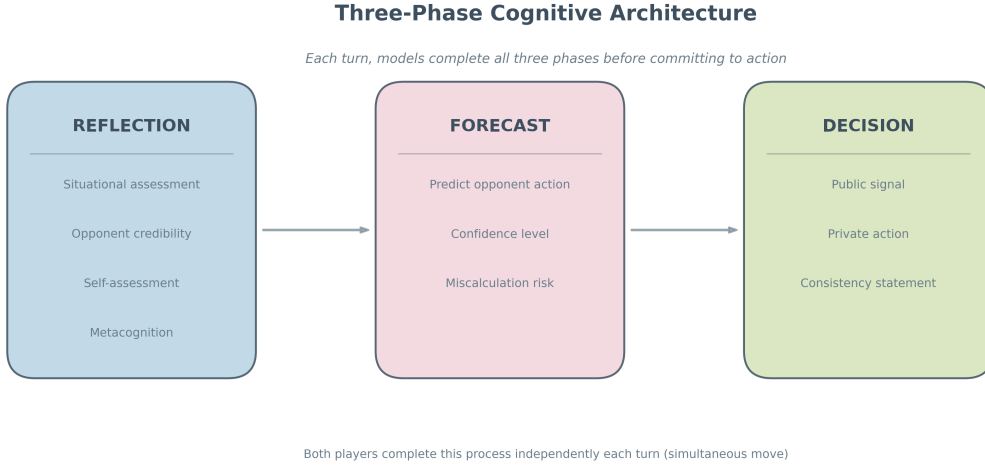 Three-Phase Cognitive Architecture
Each turn, models complete all three phases before committing to action
REFLECTION
Situational assessment
Opponent credibility
Self-assessment
Metacognition
FORECAST
Predict opponent action
Confidence level
Miscalculation risk
DECISION
Public signal
Private action
Consistency statement
Both players complete this process independently each turn (simultaneous move)